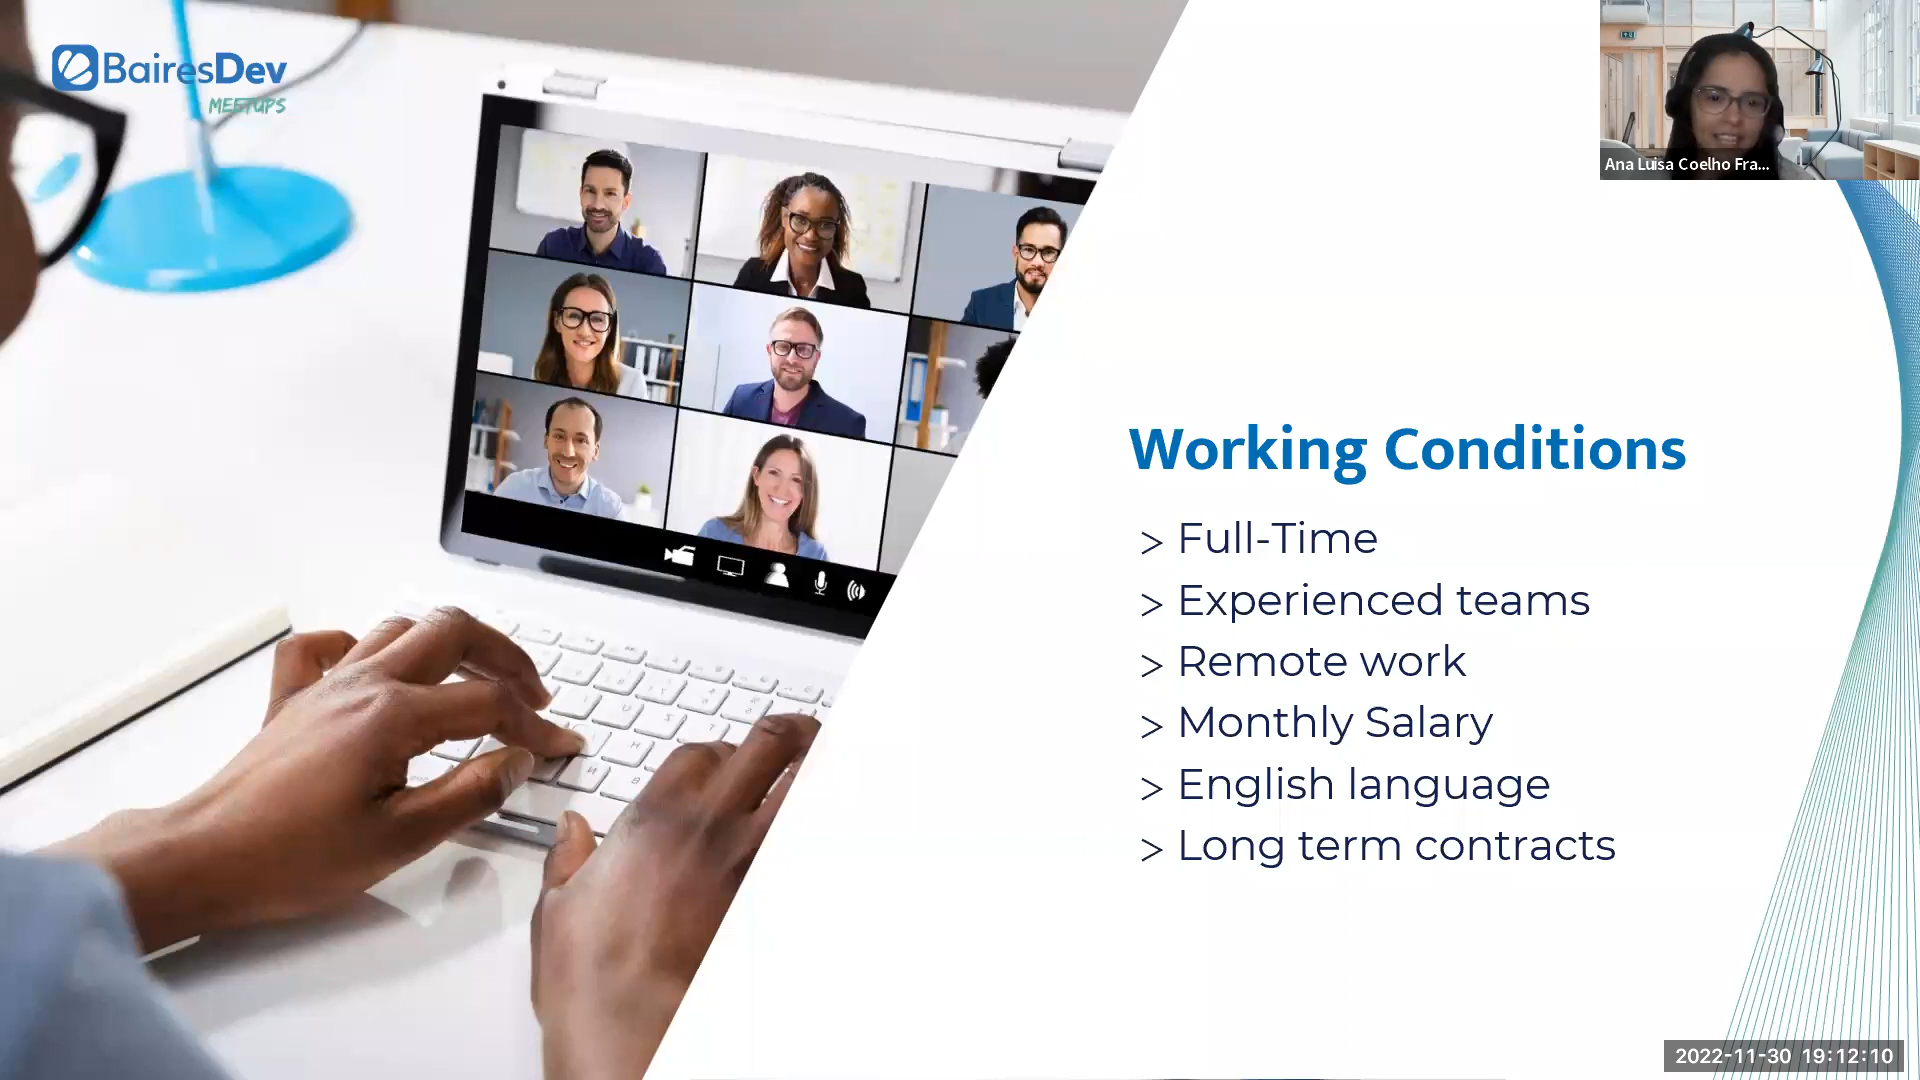 BairesDev
MEETUPS
Ana Luisa Coelho Fra...
Working Conditions
> Full-Time
> Experienced teams
> Remote work
> Monthly Salary
> English language
> Long term contracts
2022-11-30 19:12:10